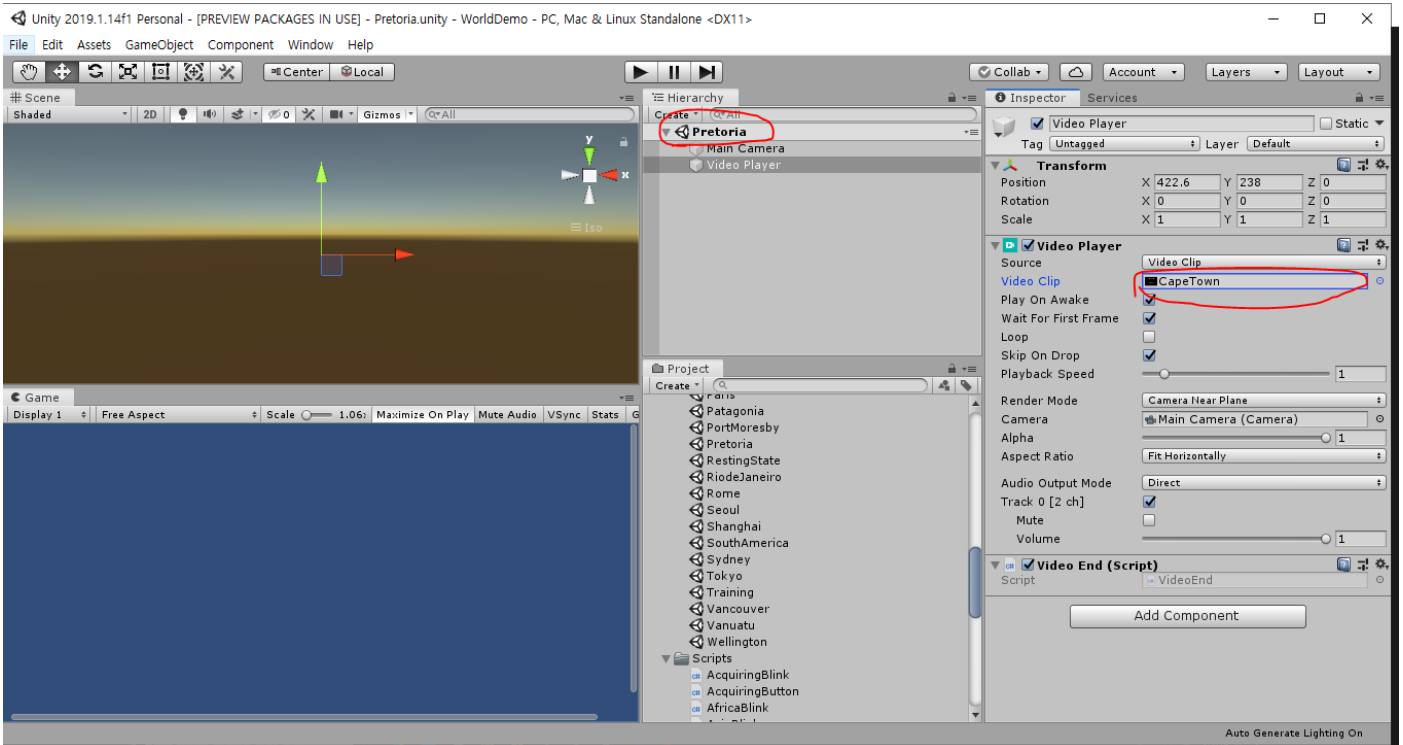 Unity 2019.1.14f1 Personal - [PREVIEW PACKAGES IN USE] - Pretoria.unity - WorldDemo - PC, Mac & Linux Standalone <DX11>
File Edit Assets GameObject Component Window Help
Center Local
Collab Account Layers Layout
Scene
Shaded 2D 0 Gizmos All
y
x
Iso
Game
Display 1 Free Aspect Scale 1.06 Maximize On Play Mute Audio VSync Stats G
Hierarchy
Create All
Pretoria
Main Camera
Video Player
Project
Create
Paris
Patagonia
PortMoresby
Pretoria
RestingState
RiodeJaneiro
Rome
Seoul
Shanghai
SouthAmerica
Sydney
Tokyo
Training
Vancouver
Vanuatu
Wellington
Scripts
AcquiringBlink
AcquiringButton
AfricaBlink
Inspector Services
Video Player Static
Tag Untagged Layer Default
Transform
Position X 422.6 Y 238 Z 0
Rotation X 0 Y 0 Z 0
Scale X 1 Y 1 Z 1
Video Player
Source Video Clip
Video Clip CapeTown
Play On Awake
Wait For First Frame
Loop
Skip On Drop
Playback Speed 1
Render Mode Camera Near Plane
Camera Main Camera (Camera)
Alpha 1
Aspect Ratio Fit Horizontally
Audio Output Mode Direct
Track 0 [2 ch]
Mute
Volume 1
Video End (Script)
Script VideoEnd
Add Component
Auto Generate Lighting On